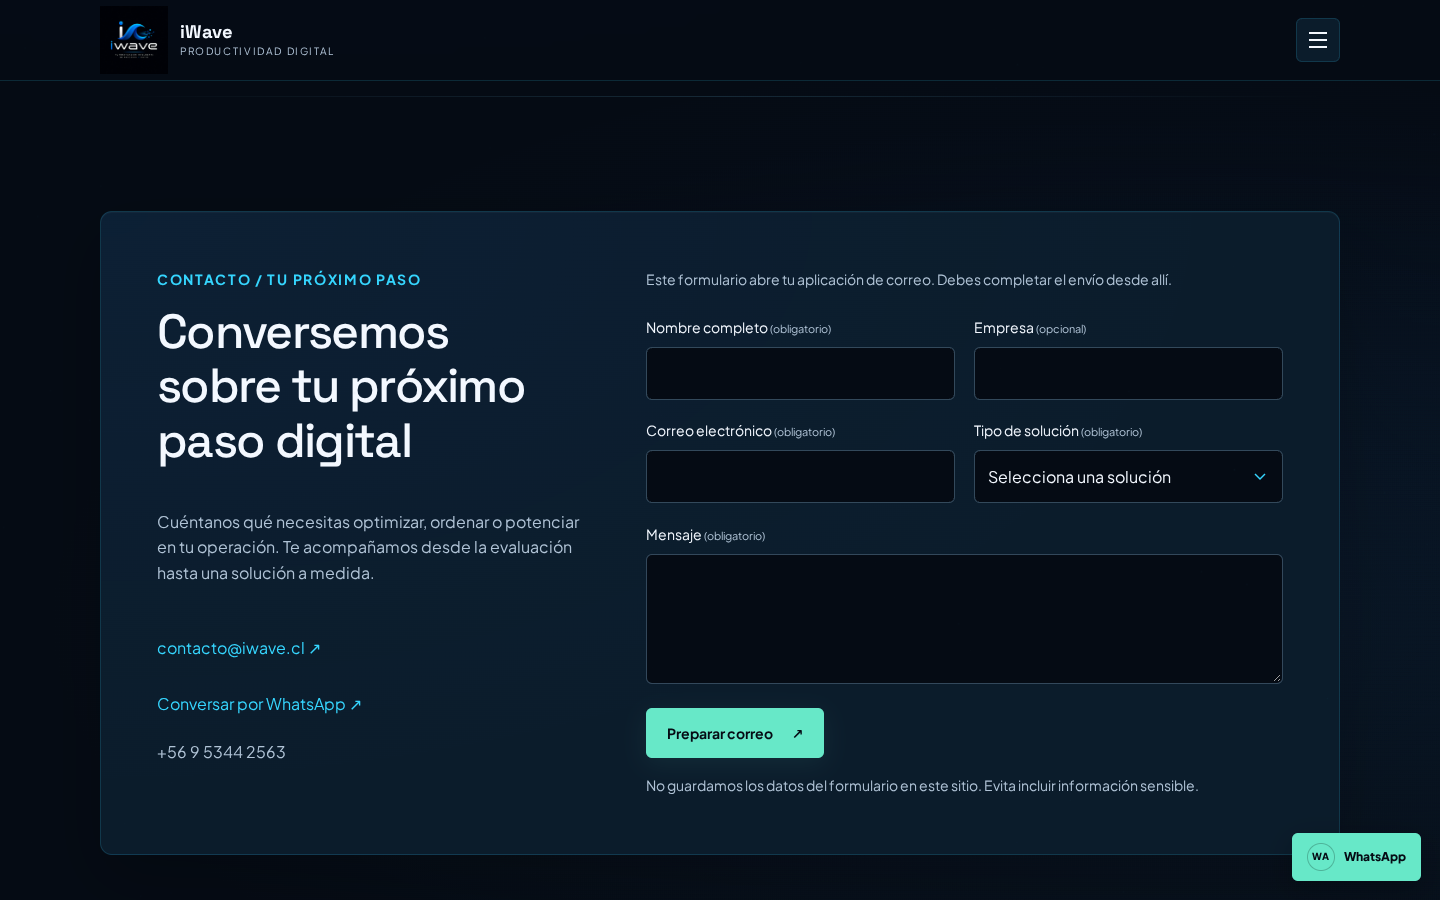 iwave
iWave
PRODUCTIVIDAD DIGITAL
CONTACTO / TU PRÓXIMO PASO
Conversemos
sobre tu próximo
paso digital
Cuéntanos qué necesitas optimizar, ordenar o potenciar
en tu operación. Te acompañamos desde la evaluación
hasta una solución a medida.
contacto@iwave.cl ↗
Conversar por WhatsApp ↗
+56 9 5344 2563
Este formulario abre tu aplicación de correo. Debes completar el envío desde allí.
Nombre completo (obligatorio)
Empresa (opcional)
Correo electrónico (obligatorio)
Tipo de solución (obligatorio)
Selecciona una solución
Mensaje (obligatorio)
Preparar correo ↗
No guardamos los datos del formulario en este sitio. Evita incluir información sensible.
WA WhatsApp